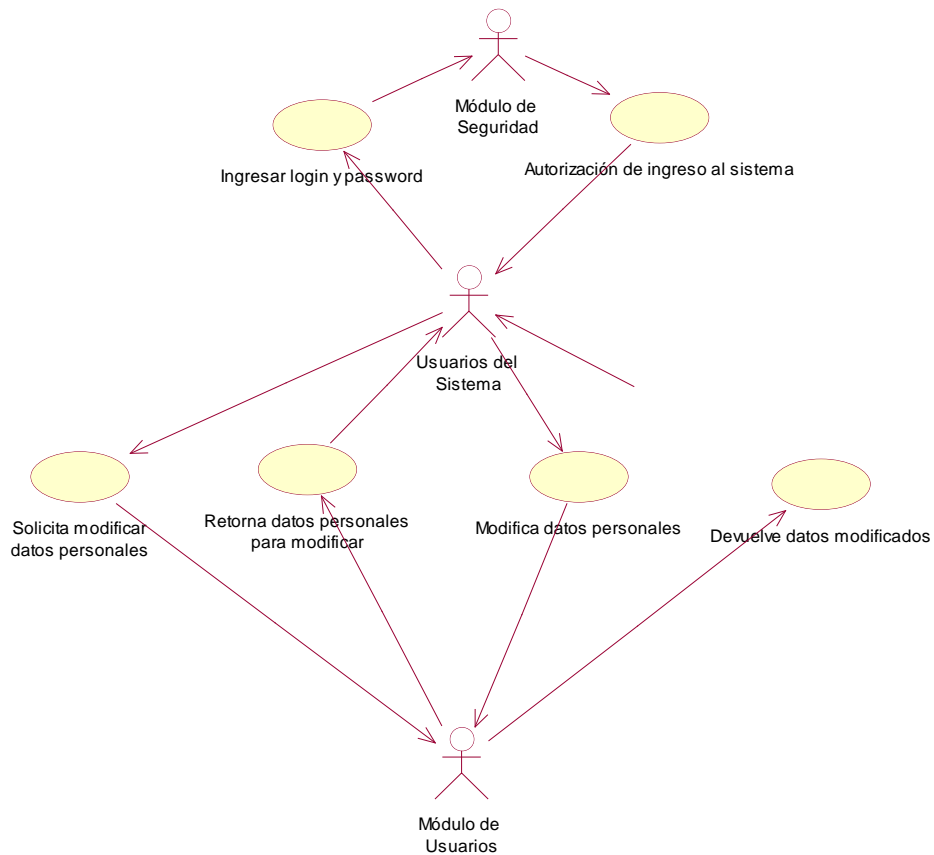 Módulo de
Seguridad
Ingresar login y password
Autorización de ingreso al sistema
Usuarios del
Sistema
Solicita modificar
datos personales
Retorna datos personales
para modificar
Modifica datos personales
Devuelve datos modificados
Módulo de
Usuarios